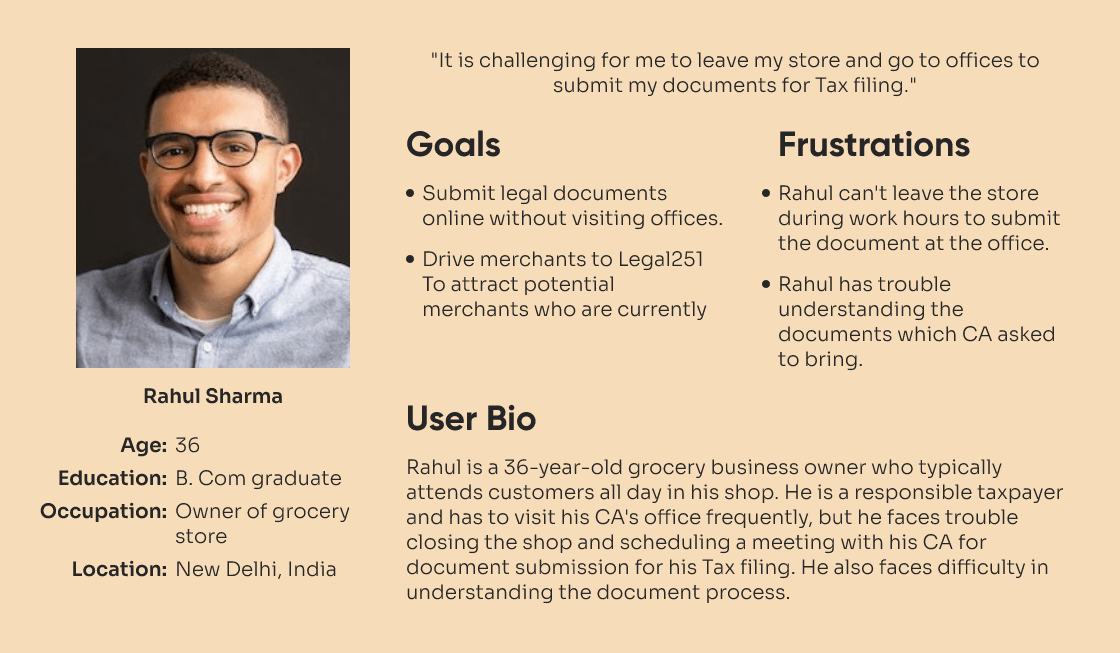 "It is challenging for me to leave my store and go to offices to
submit my documents for Tax filing."
Rahul Sharma
Age: 36
Education: B. Com graduate
Occupation: Owner of grocery
store
Location: New Delhi, India
Goals
• Submit legal documents
online without visiting offices.
• Drive merchants to Legal251
To attract potential
merchants who are currently
Frustrations
• Rahul can't leave the store
during work hours to submit
the document at the office.
• Rahul has trouble
understanding the
documents which CA asked
to bring.
User Bio
Rahul is a 36-year-old grocery business owner who typically
attends customers all day in his shop. He is a responsible taxpayer
and has to visit his CA's office frequently, but he faces trouble
closing the shop and scheduling a meeting with his CA for
document submission for his Tax filing. He also faces difficulty in
understanding the document process.